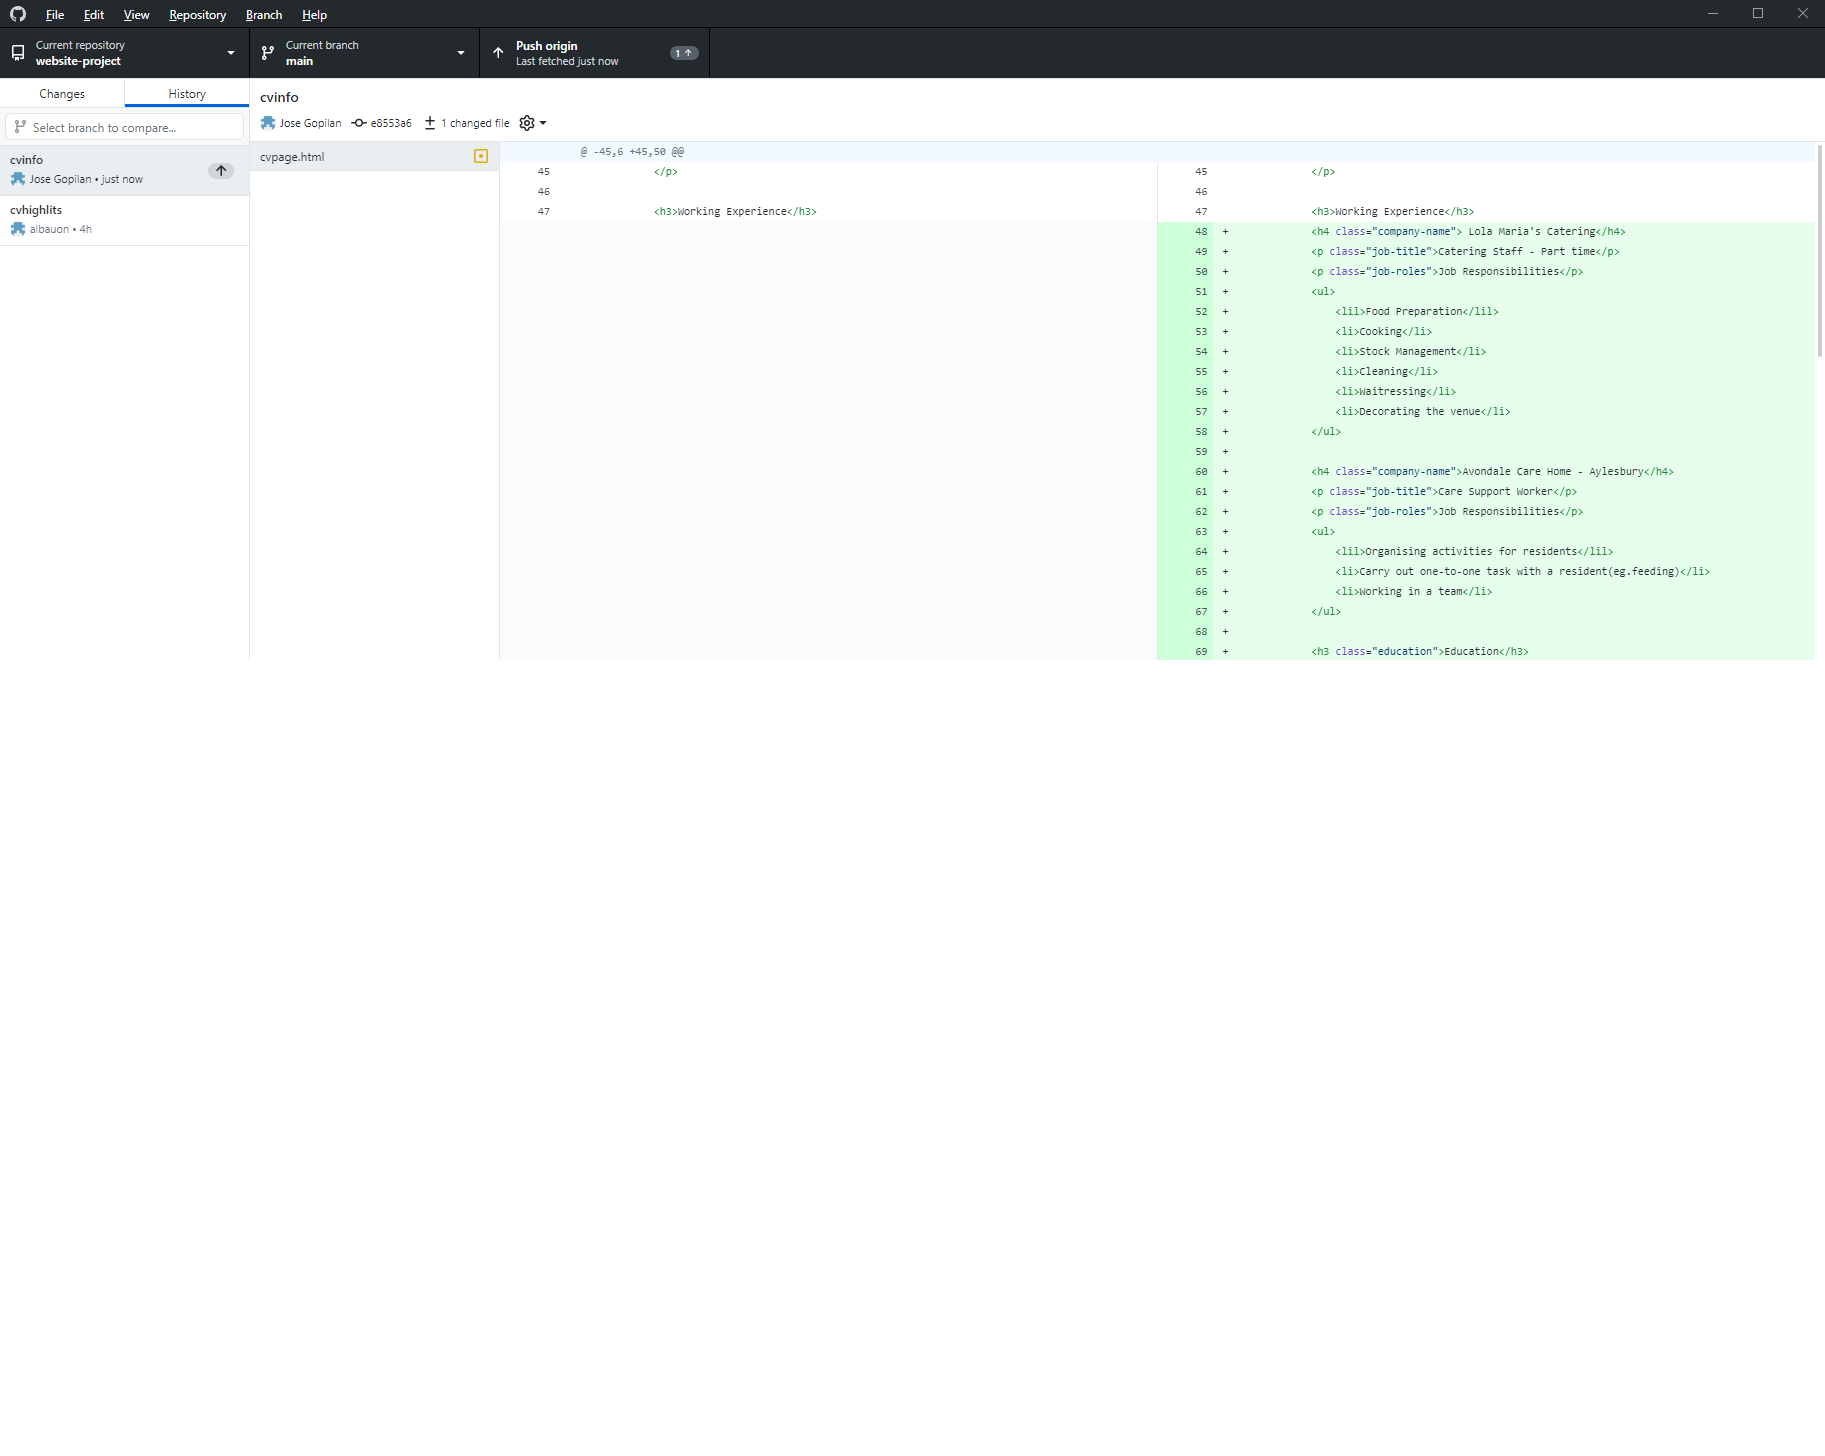 File Edit View Repository Branch Help
Current repository
website-project
Current branch
main
Push origin
Last fetched just now
1
Changes History
Select branch to compare...
cvinfo
Jose Gopilan • just now
cvhighlits
albauon • 4h
cvinfo
Jose Gopilan e8553a6 1 changed file
cvpage.html
@ -45,6 +45,50 @@
45 </p>
46
47 <h3>Working Experience</h3>
45 </p>
46
47 <h3>Working Experience</h3>
48 + <h4 class="company-name"> Lola Maria's Catering</h4>
49 + <p class="job-title">Catering Staff - Part time</p>
50 + <p class="job-roles">Job Responsibilities</p>
51 + <ul>
52 + <lil>Food Preparation</lil>
53 + <li>Cooking</li>
54 + <li>Stock Management</li>
55 + <li>Cleaning</li>
56 + <li>Waitressing</li>
57 + <li>Decorating the venue</li>
58 + </ul>
59 +
60 + <h4 class="company-name">Avondale Care Home - Aylesbury</h4>
61 + <p class="job-title">Care Support Worker</p>
62 + <p class="job-roles">Job Responsibilities</p>
63 + <ul>
64 + <lil>Organising activities for residents</lil>
65 + <li>Carry out one-to-one task with a resident(eg.feeding)</li>
66 + <li>Working in a team</li>
67 + </ul>
68 +
69 + <h3 class="education">Education</h3>